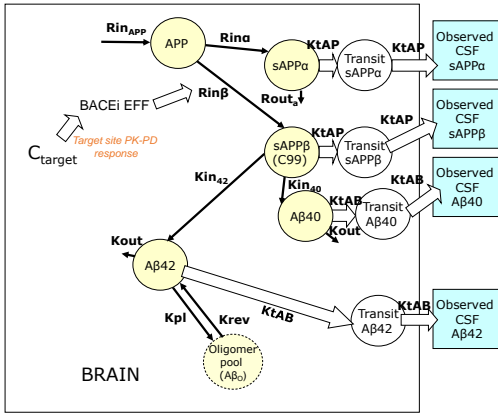 Rin_APP
APP
Rinα
sAPPα
KtAP
Transit
sAPPα
Observed
CSF
sAPPα
Rout_a
BACEi EFF
Rinβ
C_target
Target site PK-PD
response
sAPPβ
(C99)
KtAP
Transit
sAPPβ
KtAP
Observed
CSF
sAPPβ
Kin_42
Kin_40
Aβ40
KtAB
Kout
Transit
Aβ40
KtAB
Observed
CSF
Aβ40
Kout
Aβ42
KtAB
Transit
Aβ42
KtAB
Observed
CSF
Aβ42
Kpl
Krev
Oligomer
pool
(Aβ_O)
BRAIN